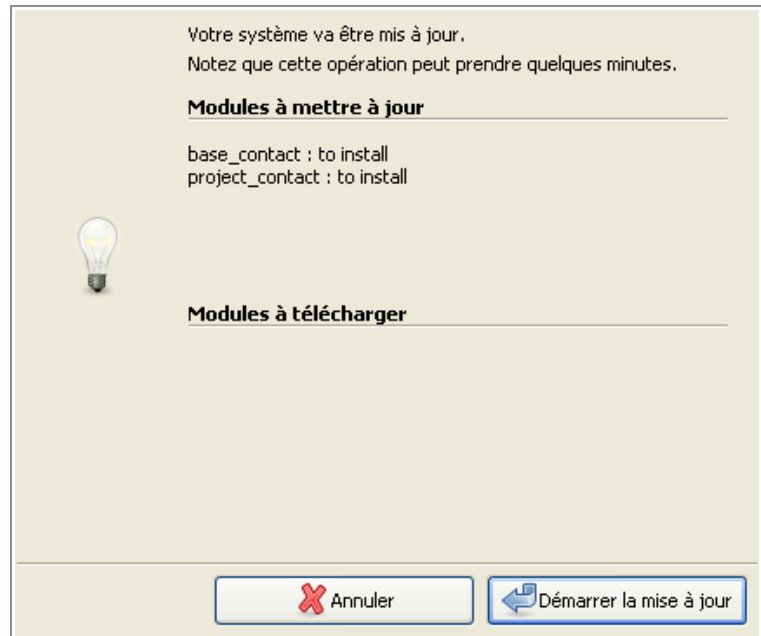 Votre système va être mis à jour.
Notez que cette opération peut prendre quelques minutes.
Modules à mettre à jour
base_contact : to install
project_contact : to install
Modules à télécharger
Annuler
Démarrer la mise à jour